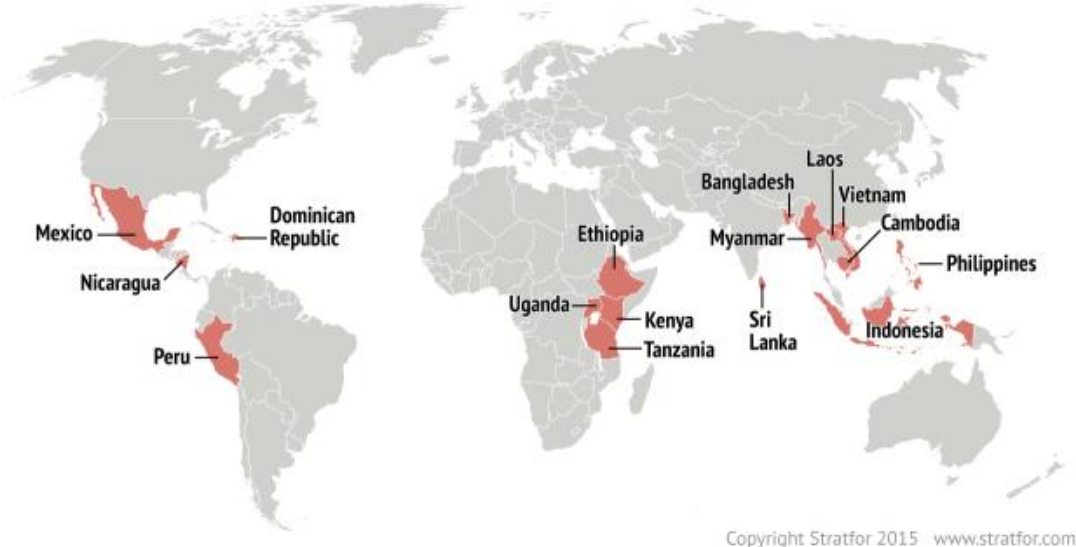 Laos
Bangladesh
Vietnam
Dominican
Republic
Cambodia
Mexico
Ethiopia
Myanmar
Philippines
Nicaragua
Uganda
Kenya
Sri
Lanka
Indonesia
Peru
Tanzania
Copyright Stratfor 2015 www.stratfor.com